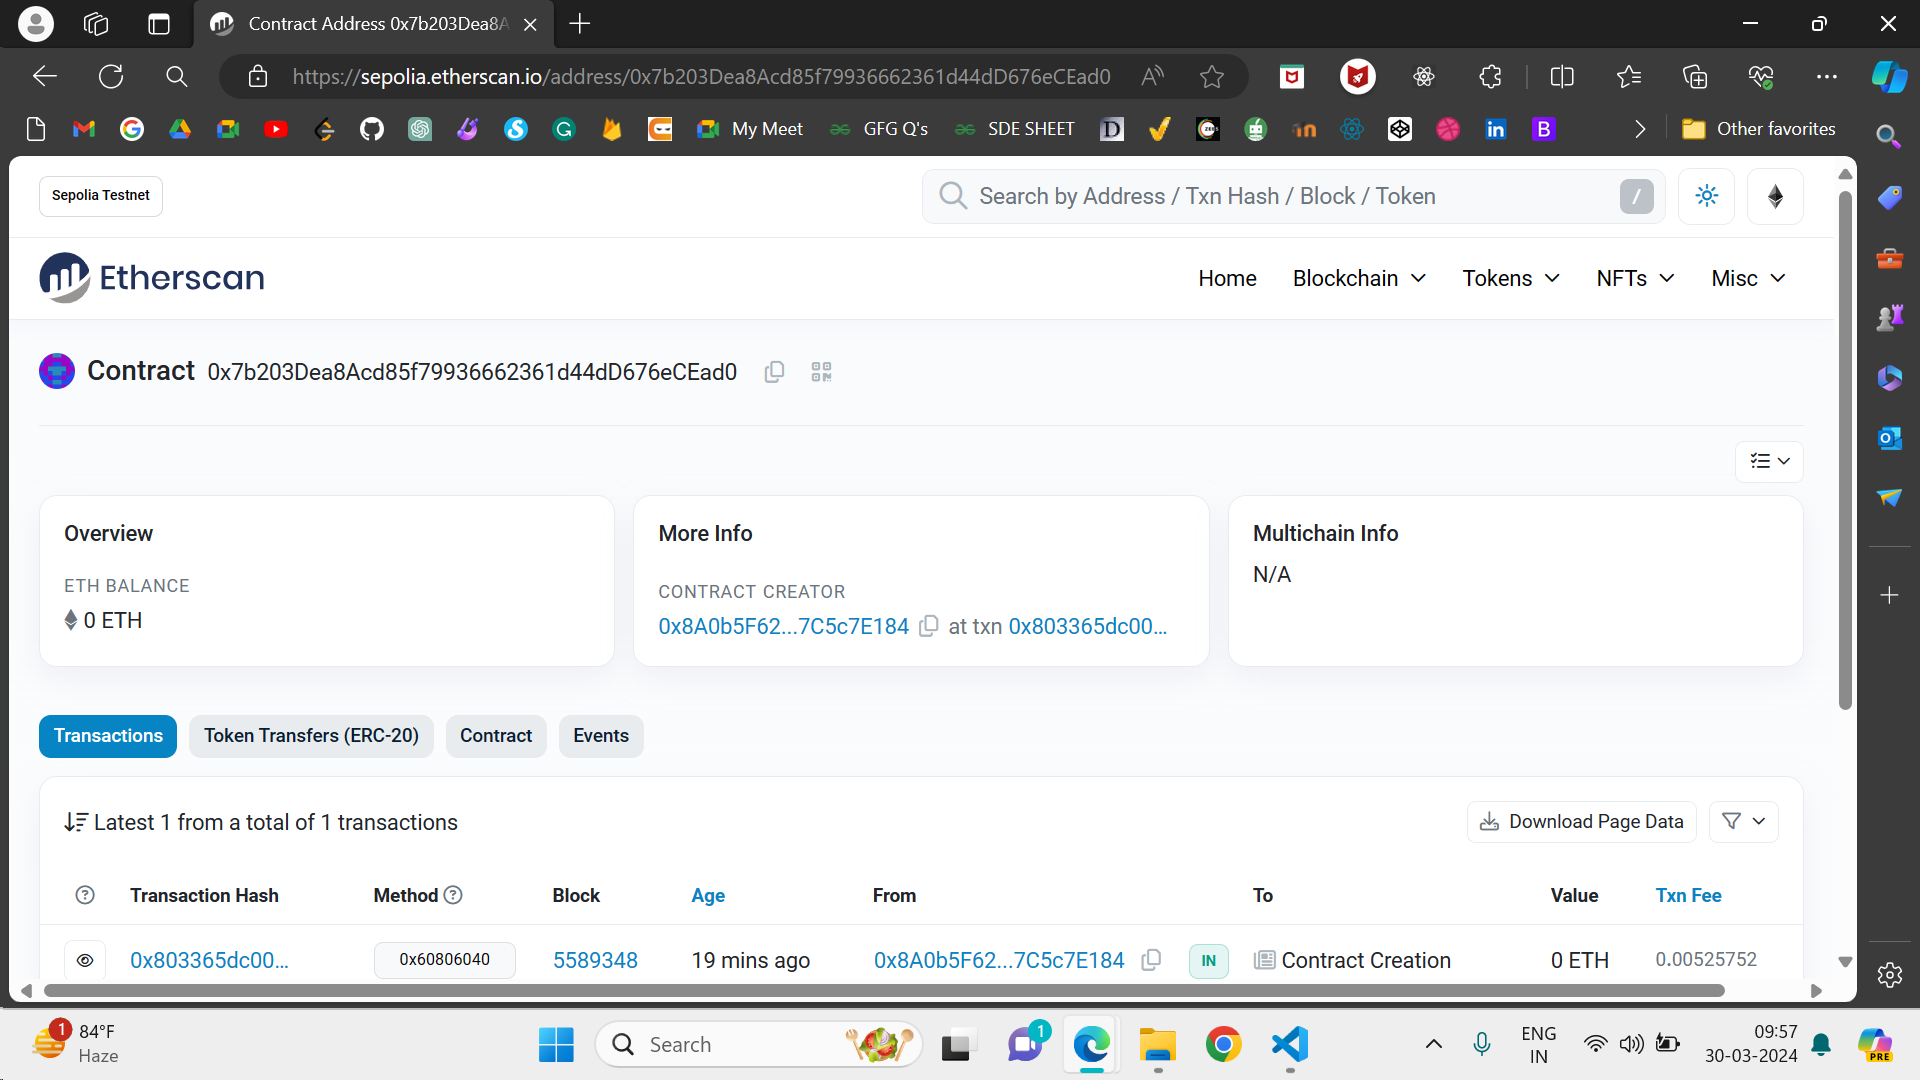 Contract Address 0x7b203Dea8A
https://sepolia.etherscan.io/address/0x7b203Dea8Acd85f79936662361d44dD676eCEad0
My Meet
GFG Q's
SDE SHEET
Other favorites
Sepolia Testnet
Search by Address / Txn Hash / Block / Token
/
Etherscan
Home
Blockchain
Tokens
NFTs
Misc
Contract 0x7b203Dea8Acd85f79936662361d44dD676eCEad0
Overview
ETH BALANCE
0 ETH
More Info
CONTRACT CREATOR
0x8A0b5F62...7C5c7E184 at txn 0x803365dc00...
Multichain Info
N/A
Transactions
Token Transfers (ERC-20)
Contract
Events
Latest 1 from a total of 1 transactions
Download Page Data
Transaction Hash Method Block Age From To Value Txn Fee
0x803365dc00... 0x60806040 5589348 19 mins ago 0x8A0b5F62...7C5c7E184 IN Contract Creation 0 ETH 0.00525752
1
84°F
Haze
Search
1
ENG
IN
09:57
30-03-2024
PRE